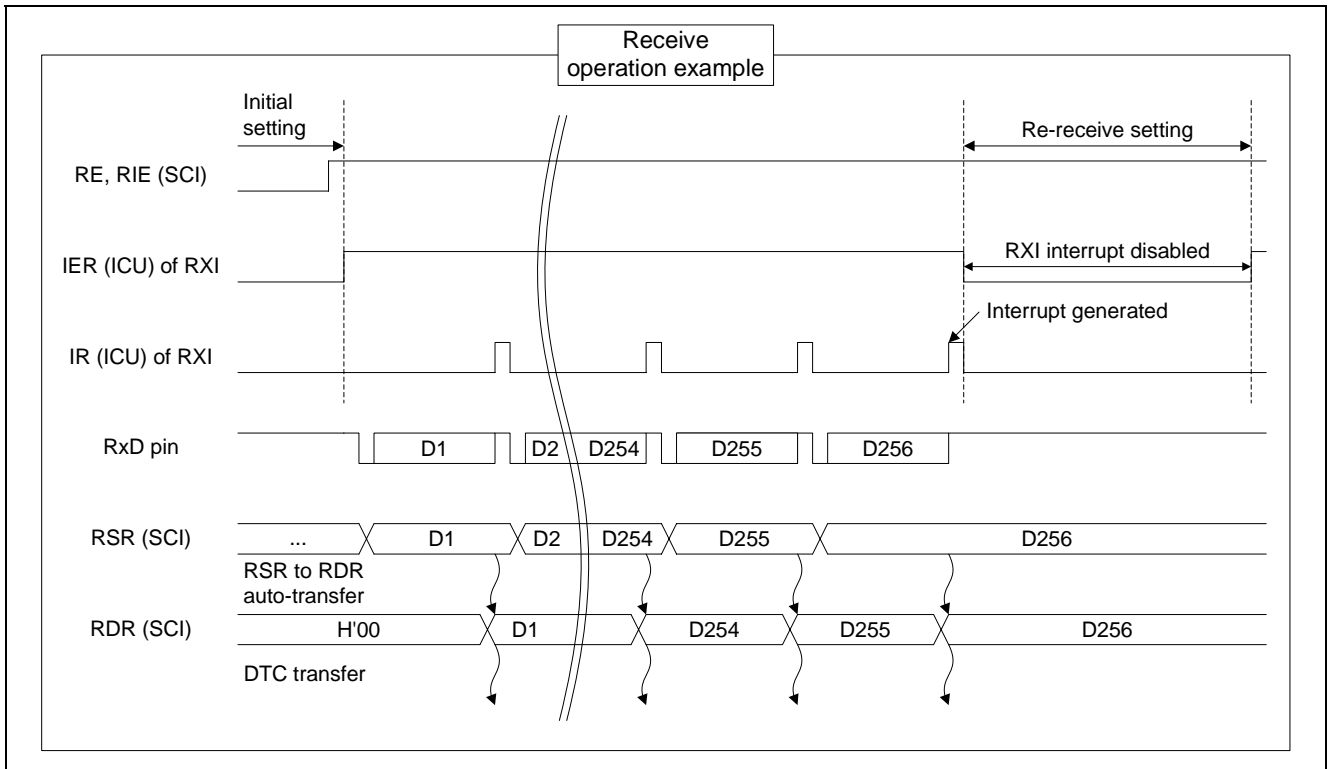 Receive
operation example
Initial
setting
Re-receive setting
RE, RIE (SCI)
IER (ICU) of RXI
RXI interrupt disabled
Interrupt generated
IR (ICU) of RXI
RxD pin
D1
D2
D254
D255
D256
RSR (SCI)
...
D1
D2
D254
D255
D256
RSR to RDR
auto-transfer
RDR (SCI)
H'00
D1
D254
D255
D256
DTC transfer